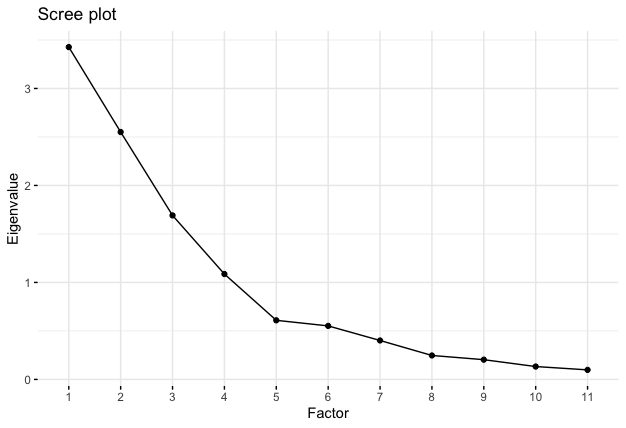 Scree plot
Eigenvalue
3
2
1
0
1 2 3 4 5 6 7 8 9 10 11
Factor